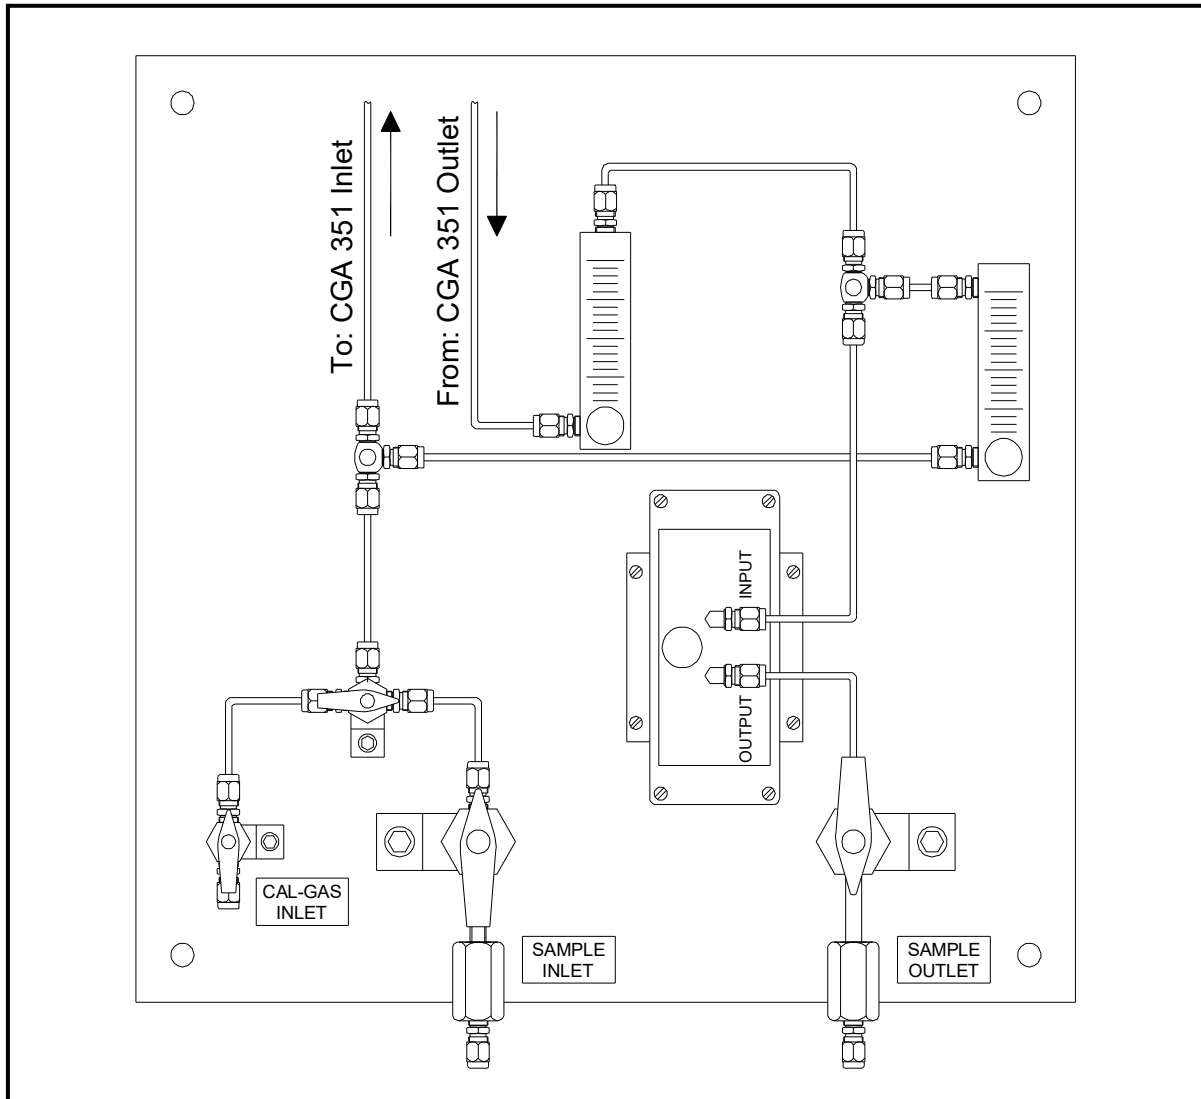 To: CGA 351 Inlet
From: CGA 351 Outlet
INPUT
OUTPUT
CAL-GAS
INLET
SAMPLE
INLET
SAMPLE
OUTLET